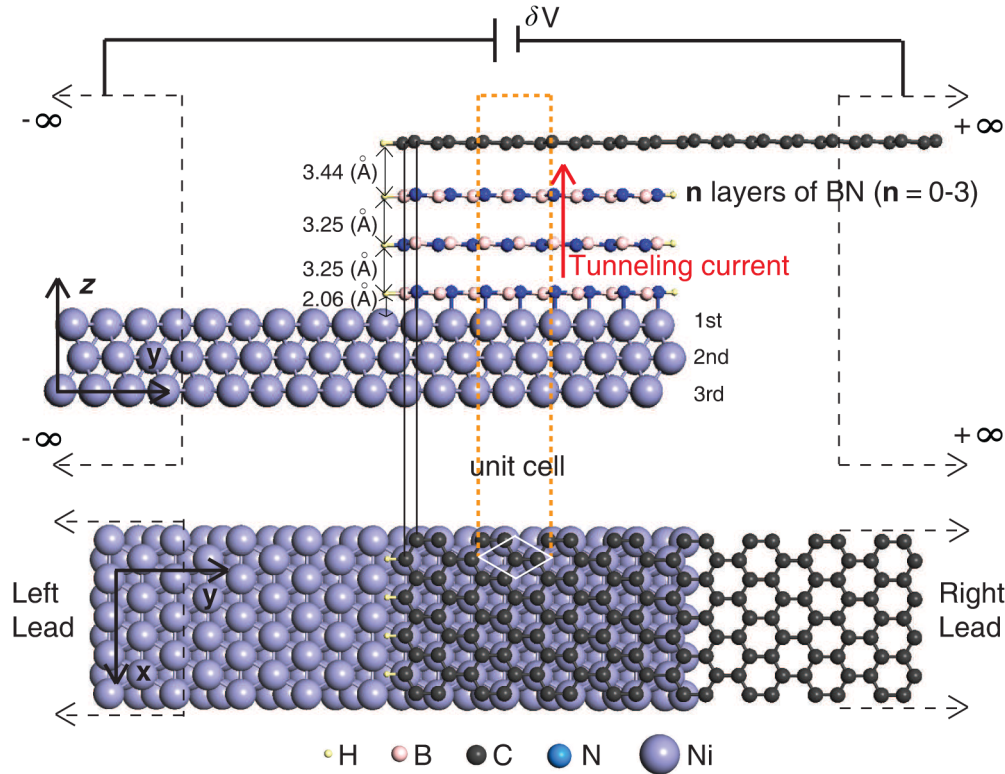 δV
-∞
+∞
3.44 (Å)
n layers of BN (n = 0-3)
3.25 (Å)
3.25 (Å)
Tunneling current
2.06 (Å)
z
1st
y
2nd
3rd
-∞
+∞
unit cell
Left
Lead
y
x
Right
Lead
H B C N Ni